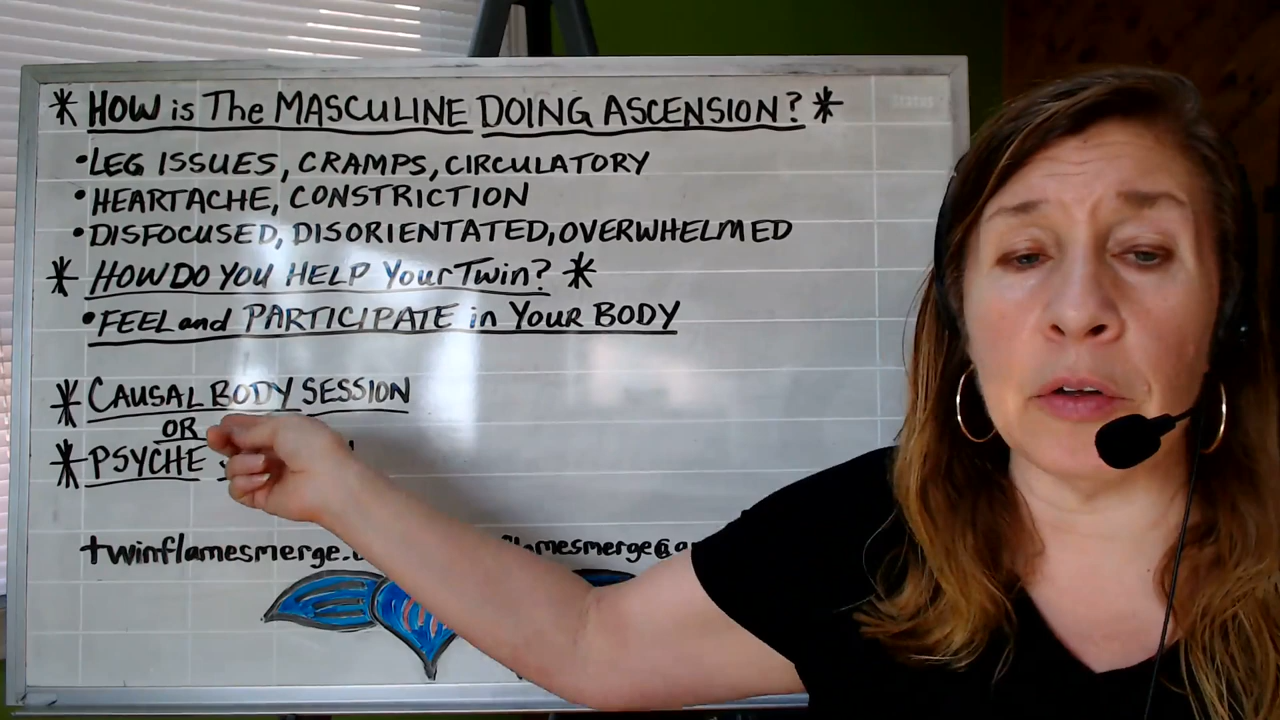 * HOW is The MASCULINE DOING ASCENSION? *
• LEG ISSUES, CRAMPS, CIRCULATORY
• HEARTACHE, CONSTRICTION
• DISFOCUSED, DISORIENTATED, OVERWHELMED
* HOW DO YOU HELP Your Twin? *
• FEEL and PARTICIPATE in Your BODY
* CAUSAL BODY SESSION
OR
* PSYCHE
twinflamesmerge.